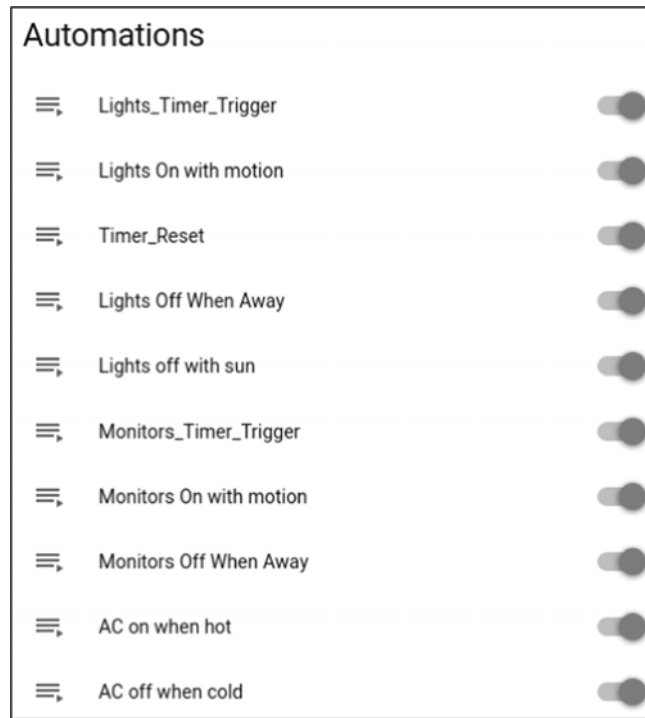 Automations
Lights_Timer_Trigger
Lights On with motion
Timer_Reset
Lights Off When Away
Lights off with sun
Monitors_Timer_Trigger
Monitors On with motion
Monitors Off When Away
AC on when hot
AC off when cold